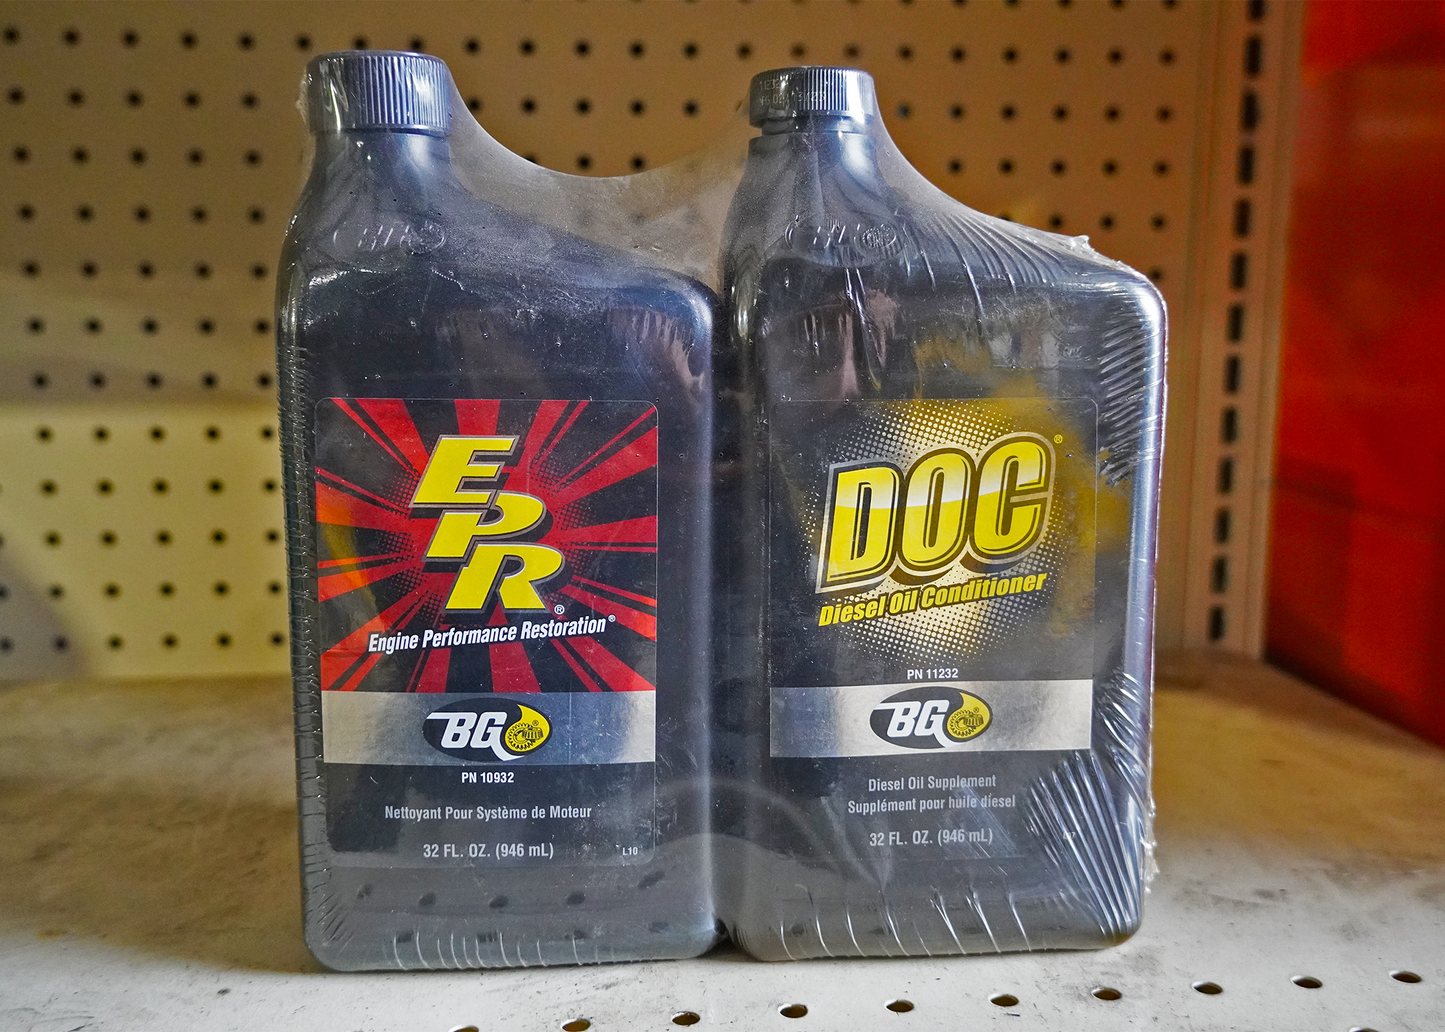 EPR®
Engine Performance Restoration®
BG®
PN 10932
Nettoyant Pour Système de Moteur
32 FL. OZ. (946 mL)
L10
DOC®
Diesel Oil Conditioner
PN 11232
BG®
Diesel Oil Supplement
Supplément pour huile diesel
32 FL. OZ. (946 mL)